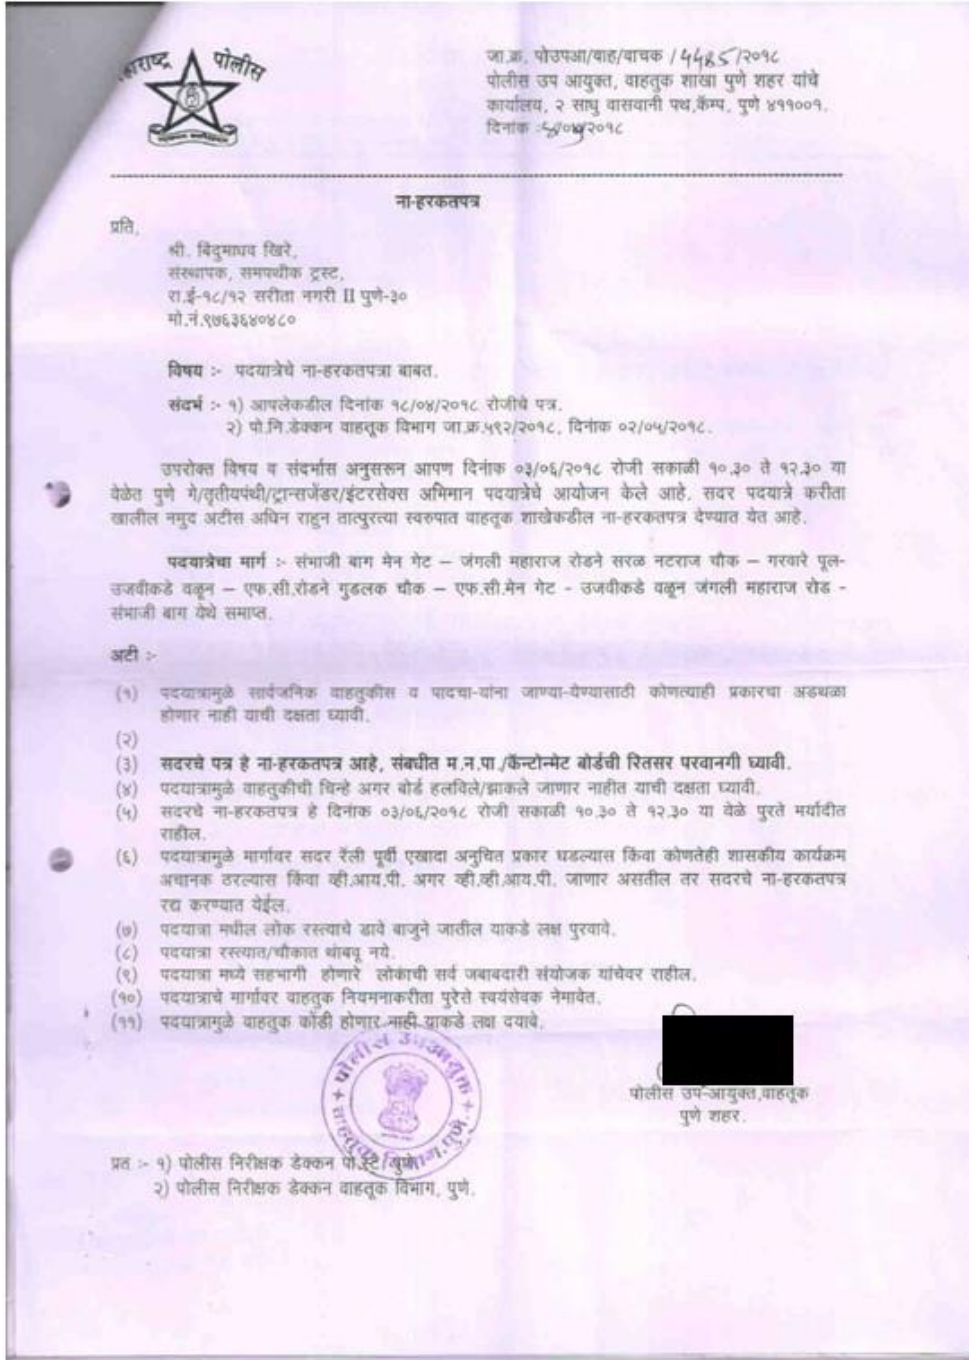 महाराष्ट्र पोलीस
जा.क्र. पोउपआ/वाह/वाचक /4485/२०१८
पोलीस उप आयुक्त, वाहतूक शाखा पुणे शहर यांचे
कार्यालय, २ साधु वासवानी पथ,कॅम्प, पुणे ४११००१.
दिनांक :- /२०१८
ना-हरकतपत्र
प्रति,
श्री. बिंदुमाधव खिरे,
संस्थापक, समपथीक ट्रस्ट,
रा.ई-१८/१२ सरीता नगरी II पुणे-३०
मो.नं.९७६३६४०४८०
विषय :- पदयात्रेचे ना-हरकतपत्रा बाबत.
संदर्भ :- १) आपलेकडील दिनांक १८/०४/२०१८ रोजीचे पत्र.
२) पो.नि.डेक्कन वाहतूक विभाग जा.क्र.५९२/२०१८, दिनांक ०२/०५/२०१८.
उपरोक्त विषय व संदर्भास अनुसरून आपण दिनांक ०३/०६/२०१८ रोजी सकाळी १०.३० ते १२.३० या
वेळेत पुणे गे/तृतीयपंथी/ट्रान्सजेंडर/इंटरसेक्स अभिमान पदयात्रेचे आयोजन केले आहे. सदर पदयात्रे करीता
खालील नमुद अटीस अधिन राहुन तात्पुरत्या स्वरुपात वाहतूक शाखेकडील ना-हरकतपत्र देण्यात येत आहे.
पदयात्रेचा मार्ग :- संभाजी बाग मेन गेट – जंगली महाराज रोडने सरळ नटराज चौक – गरवारे पूल-
उजवीकडे वळून – एफ.सी.रोडने गुडलक चौक – एफ.सी.मेन गेट - उजवीकडे वळून जंगली महाराज रोड -
संभाजी बाग येथे समाप्त.
अटी :-
(१) पदयात्रामुळे सार्वजनिक वाहतुकीस व पादचा-यांना जाण्या-येण्यासाठी कोणत्याही प्रकारचा अडथळा
होणार नाही याची दक्षता घ्यावी.
(२)
(३) सदरचे पत्र हे ना-हरकतपत्र आहे, संबधीत म.न.पा./कॅन्टोन्मेट बोर्डची रितसर परवानगी घ्यावी.
(४) पदयात्रामुळे वाहतुकीची चिन्हे अगर बोर्ड हलविले/झाकले जाणार नाहीत याची दक्षता घ्यावी.
(५) सदरचे ना-हरकतपत्र हे दिनांक ०३/०६/२०१८ रोजी सकाळी १०.३० ते १२.३० या वेळे पुरते मर्यादीत
राहील.
(६) पदयात्रामुळे मार्गावर सदर रॅली पूर्वी एखादा अनुचित प्रकार घडल्यास किंवा कोणतेही शासकीय कार्यक्रम
अचानक ठरल्यास किंवा व्ही.आय.पी. अगर व्ही.व्ही.आय.पी. जाणार असतील तर सदरचे ना-हरकतपत्र
रद्य करण्यात येईल.
(७) पदयात्रा मधील लोक रस्त्याचे डावे बाजुने जातील याकडे लक्ष पुरवावे.
(८) पदयात्रा रस्त्यात/चौकात थांबवू नये.
(९) पदयात्रा मध्ये सहभागी होणारे लोकांची सर्व जबाबदारी संयोजक यांचेवर राहील.
(१०) पदयात्राचे मार्गावर वाहतुक नियमनाकरीता पुरेसे स्वयंसेवक नेमावेत.
(११) पदयात्रामुळे वाहतुक कोंडी होणार नाही याकडे लक्ष दयावे.
पोलीस उपआयुक्त
वाहतुक विभाग, पुणे.
पोलीस उप-आयुक्त,वाहतूक
पुणे शहर.
प्रत :- १) पोलीस निरीक्षक डेक्कन पो.स्टे. पुणे.
२) पोलीस निरीक्षक डेक्कन वाहतूक विभाग, पुणे.